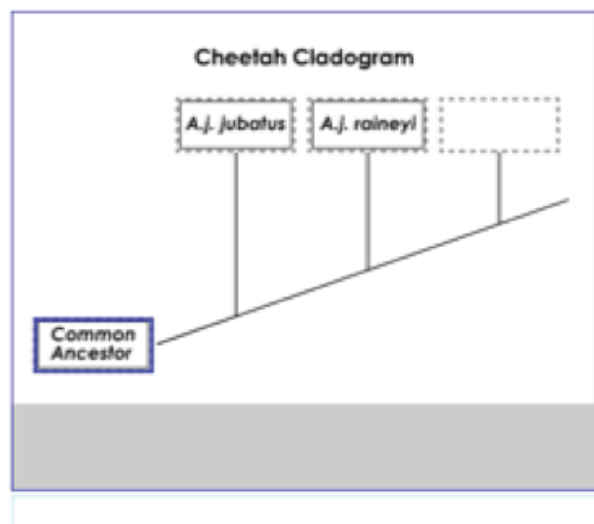 Cheetah Cladogram
A.j. jubatus
A.j. raineyi
Common
Ancestor